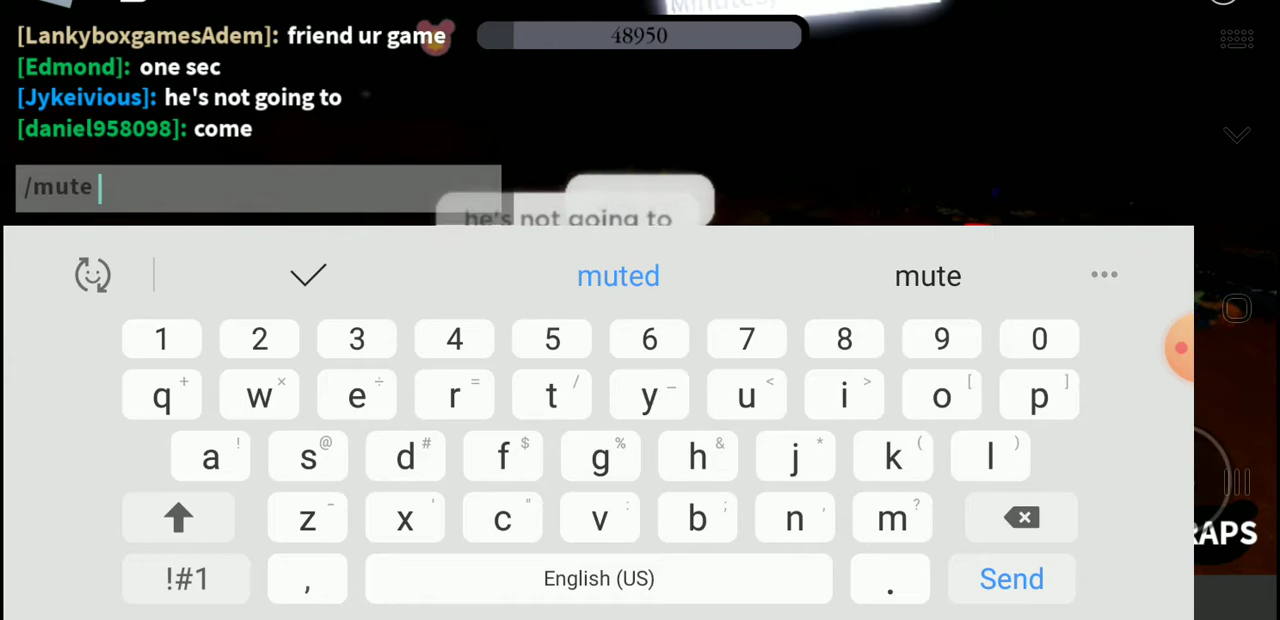 Minutes
[LankyboxgamesAdem]: friend ur game
48950
[Edmond]: one sec
[Jykeivious]: he's not going to
[daniel958098]: come
/mute
he's not going to
muted mute
1 2 3 4 5 6 7 8 9 0
q + w × e ÷ r = t / y _ u < i > o [ p ]
a ! s @ d # f $ g % h & j * k ( l )
z - x ' c " v : b ; n , m ?
RAPS
!#1 , English (US) . Send